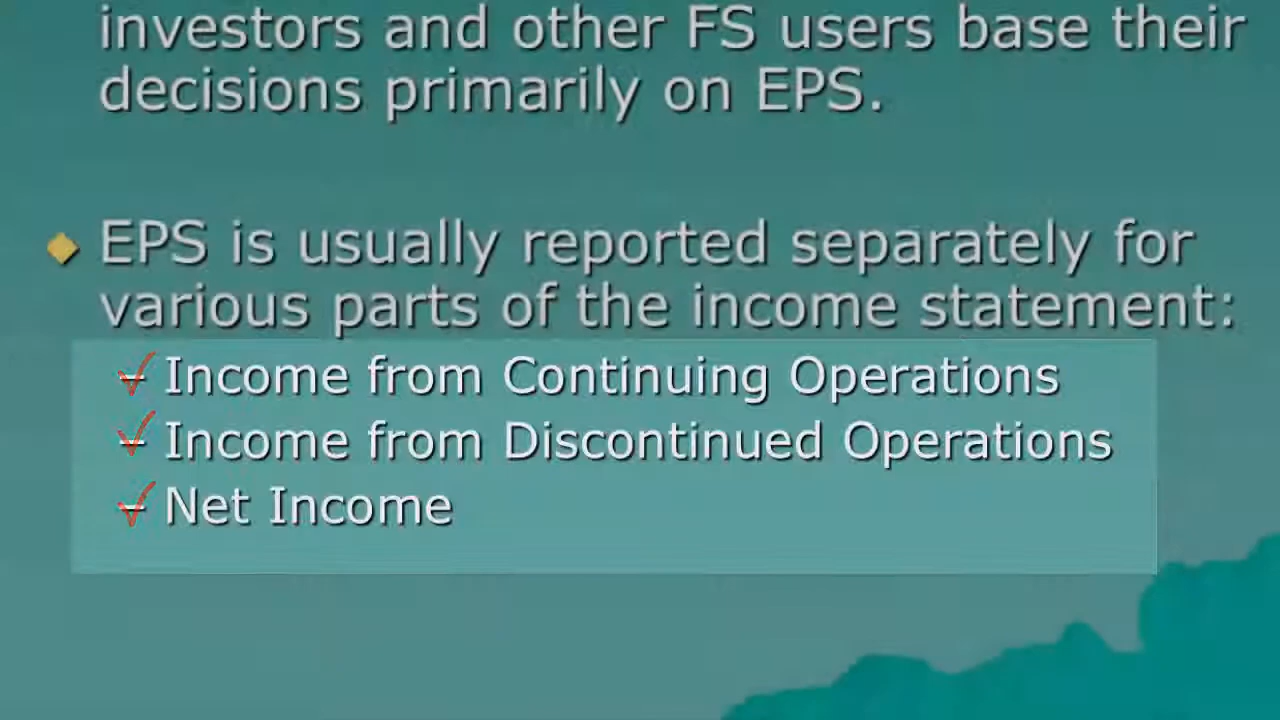 investors and other FS users base their
decisions primarily on EPS.
EPS is usually reported separately for
various parts of the income statement:
– Income from Continuing Operations
– Income from Discontinued Operations
– Net Income